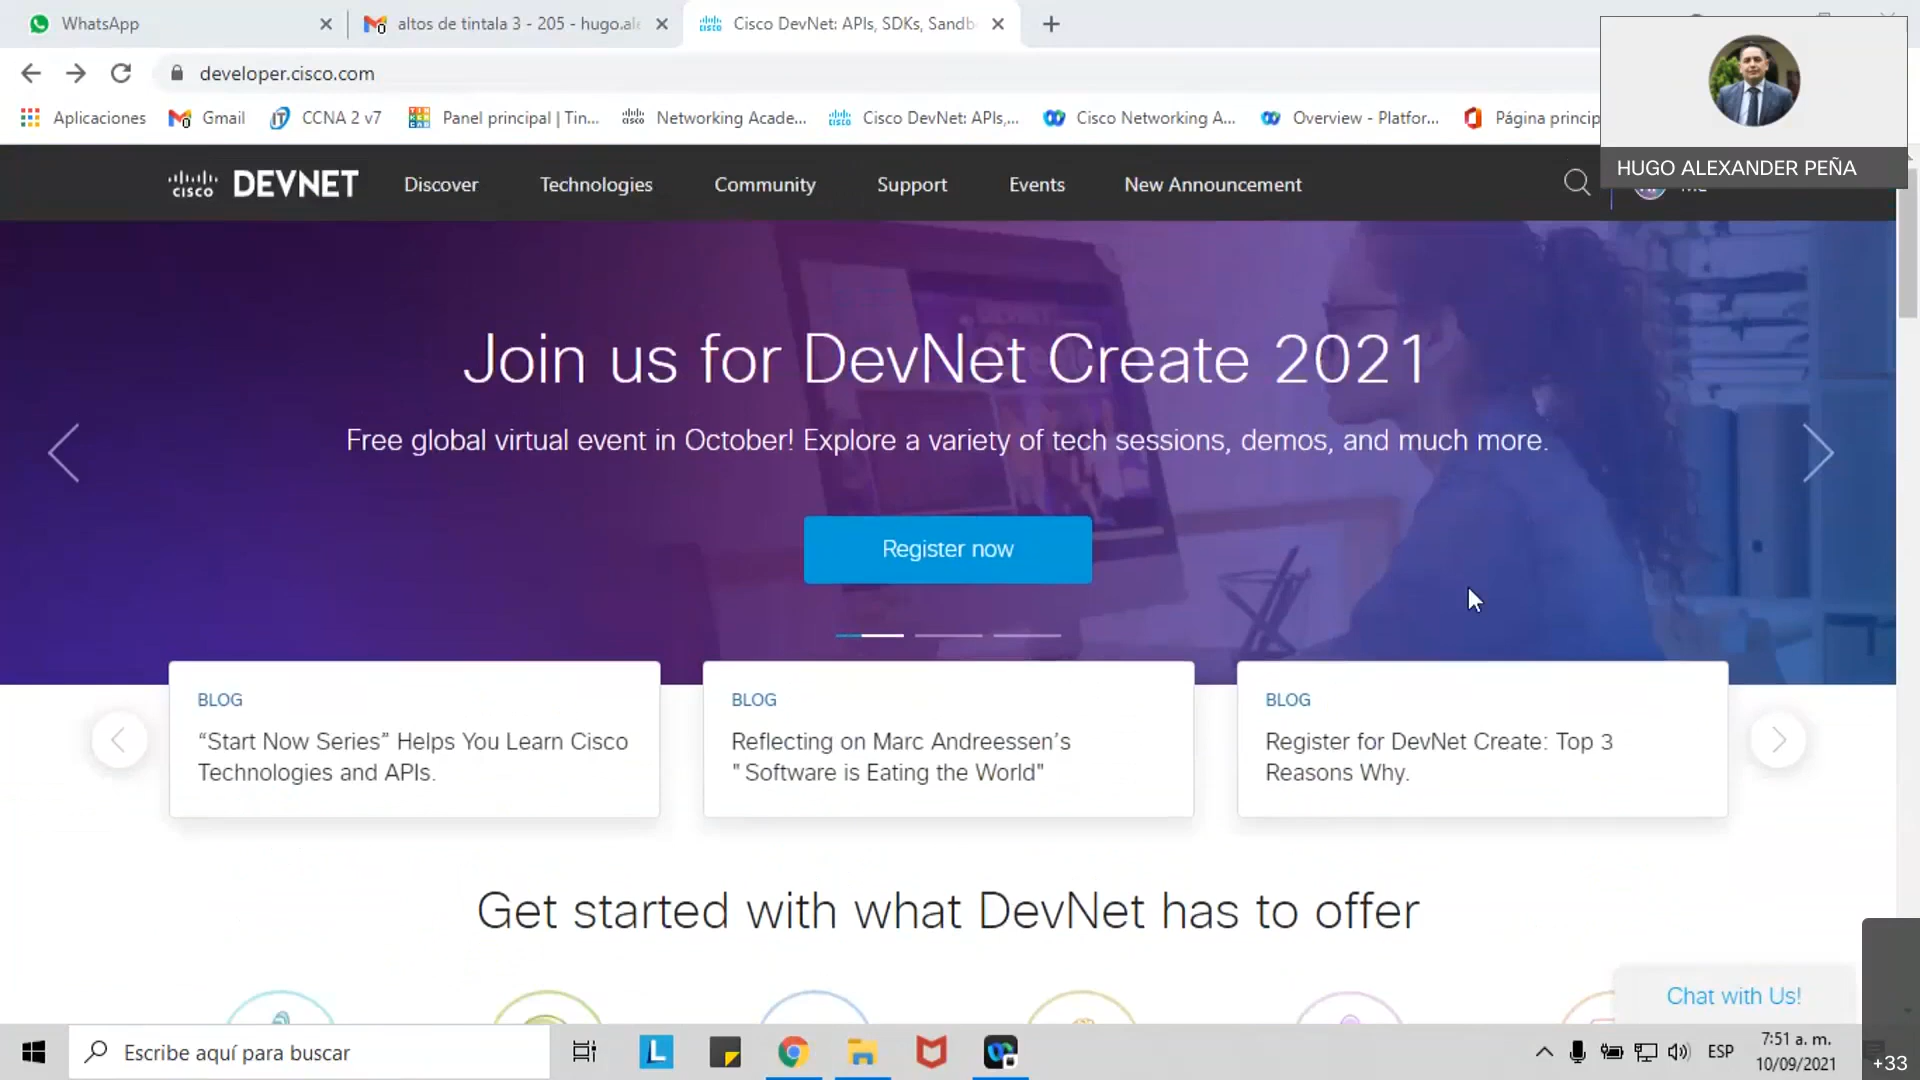 WhatsApp
altos de tintala 3 - 205 - hugo.ale
Cisco DevNet: APIs, SDKs, Sandb
developer.cisco.com
Aplicaciones
Gmail
CCNA 2 v7
Panel principal | Tin...
Networking Acade...
Cisco DevNet: APIs,...
Cisco Networking A...
Overview - Platfor...
Página princip
HUGO ALEXANDER PEÑA
CISCO DEVNET
Discover
Technologies
Community
Support
Events
New Announcement
Join us for DevNet Create 2021
Free global virtual event in October! Explore a variety of tech sessions, demos, and much more.
Register now
BLOG
“Start Now Series” Helps You Learn Cisco
Technologies and APIs.
BLOG
Reflecting on Marc Andreessen’s
"Software is Eating the World"
BLOG
Register for DevNet Create: Top 3
Reasons Why.
Get started with what DevNet has to offer
Chat with Us!
Escribe aquí para buscar
ESP
7:51 a. m.
10/09/2021
+33